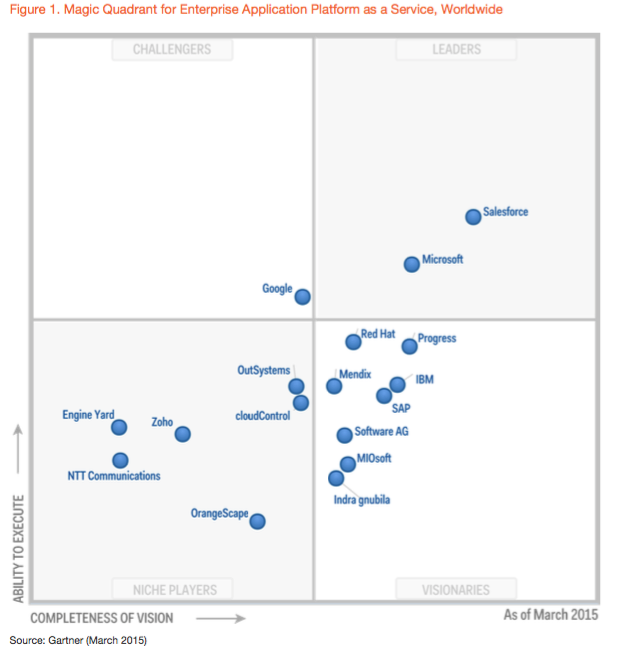 Figure 1. Magic Quadrant for Enterprise Application Platform as a Service, Worldwide
CHALLENGERS
LEADERS
Salesforce
Microsoft
Google
Red Hat
Progress
OutSystems
Mendix
IBM
cloudControl
SAP
Engine Yard
Zoho
Software AG
MIOsoft
NTT Communications
Indra gnubila
OrangeScape
ABILITY TO EXECUTE
NICHE PLAYERS
VISIONARIES
COMPLETENESS OF VISION
As of March 2015
Source: Gartner (March 2015)